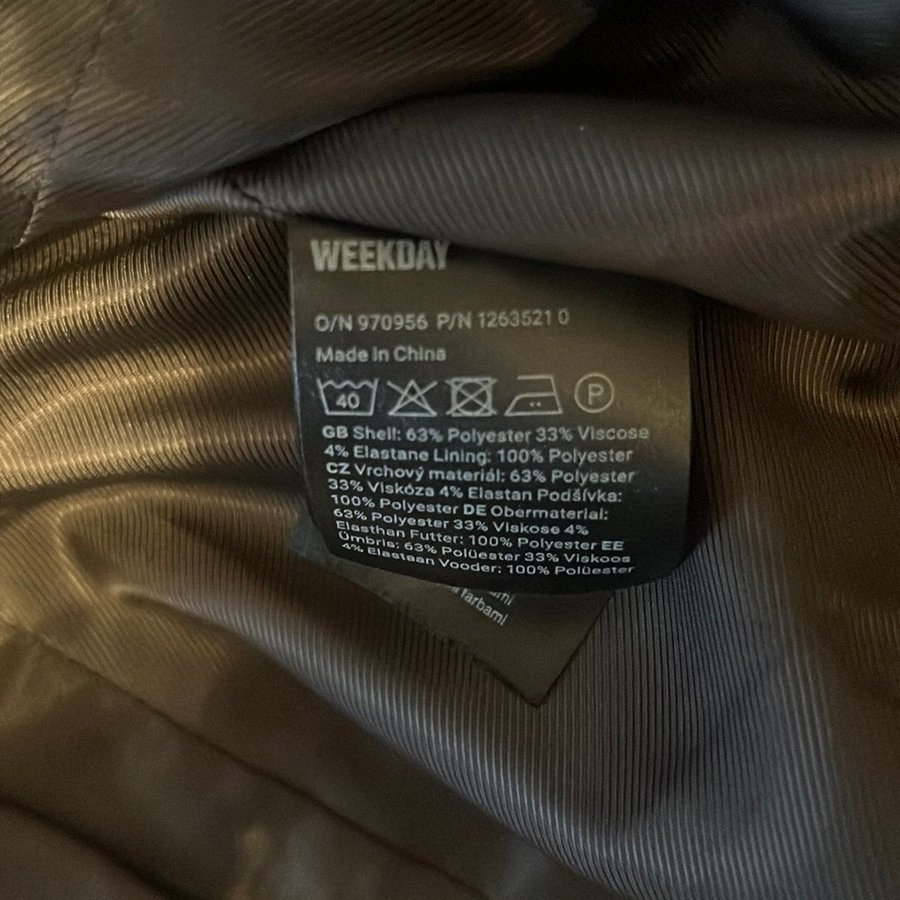 WEEKDAY
O/N 970956 P/N 1263521 0
Made In China
40 P
GB Shell: 63% Polyester 33% Viscose
4% Elastane Lining: 100% Polyester
CZ Vrchový materiál: 63% Polyester
33% Viskóza 4% Elastan Podšívka:
100% Polyester DE Obermaterial:
63% Polyester 33% Viskose 4%
Elasthan Futter: 100% Polyester EE
Ümbris: 63% Polüester 33% Viskoos
4% Elastaan Vooder: 100% Polüester
farbami